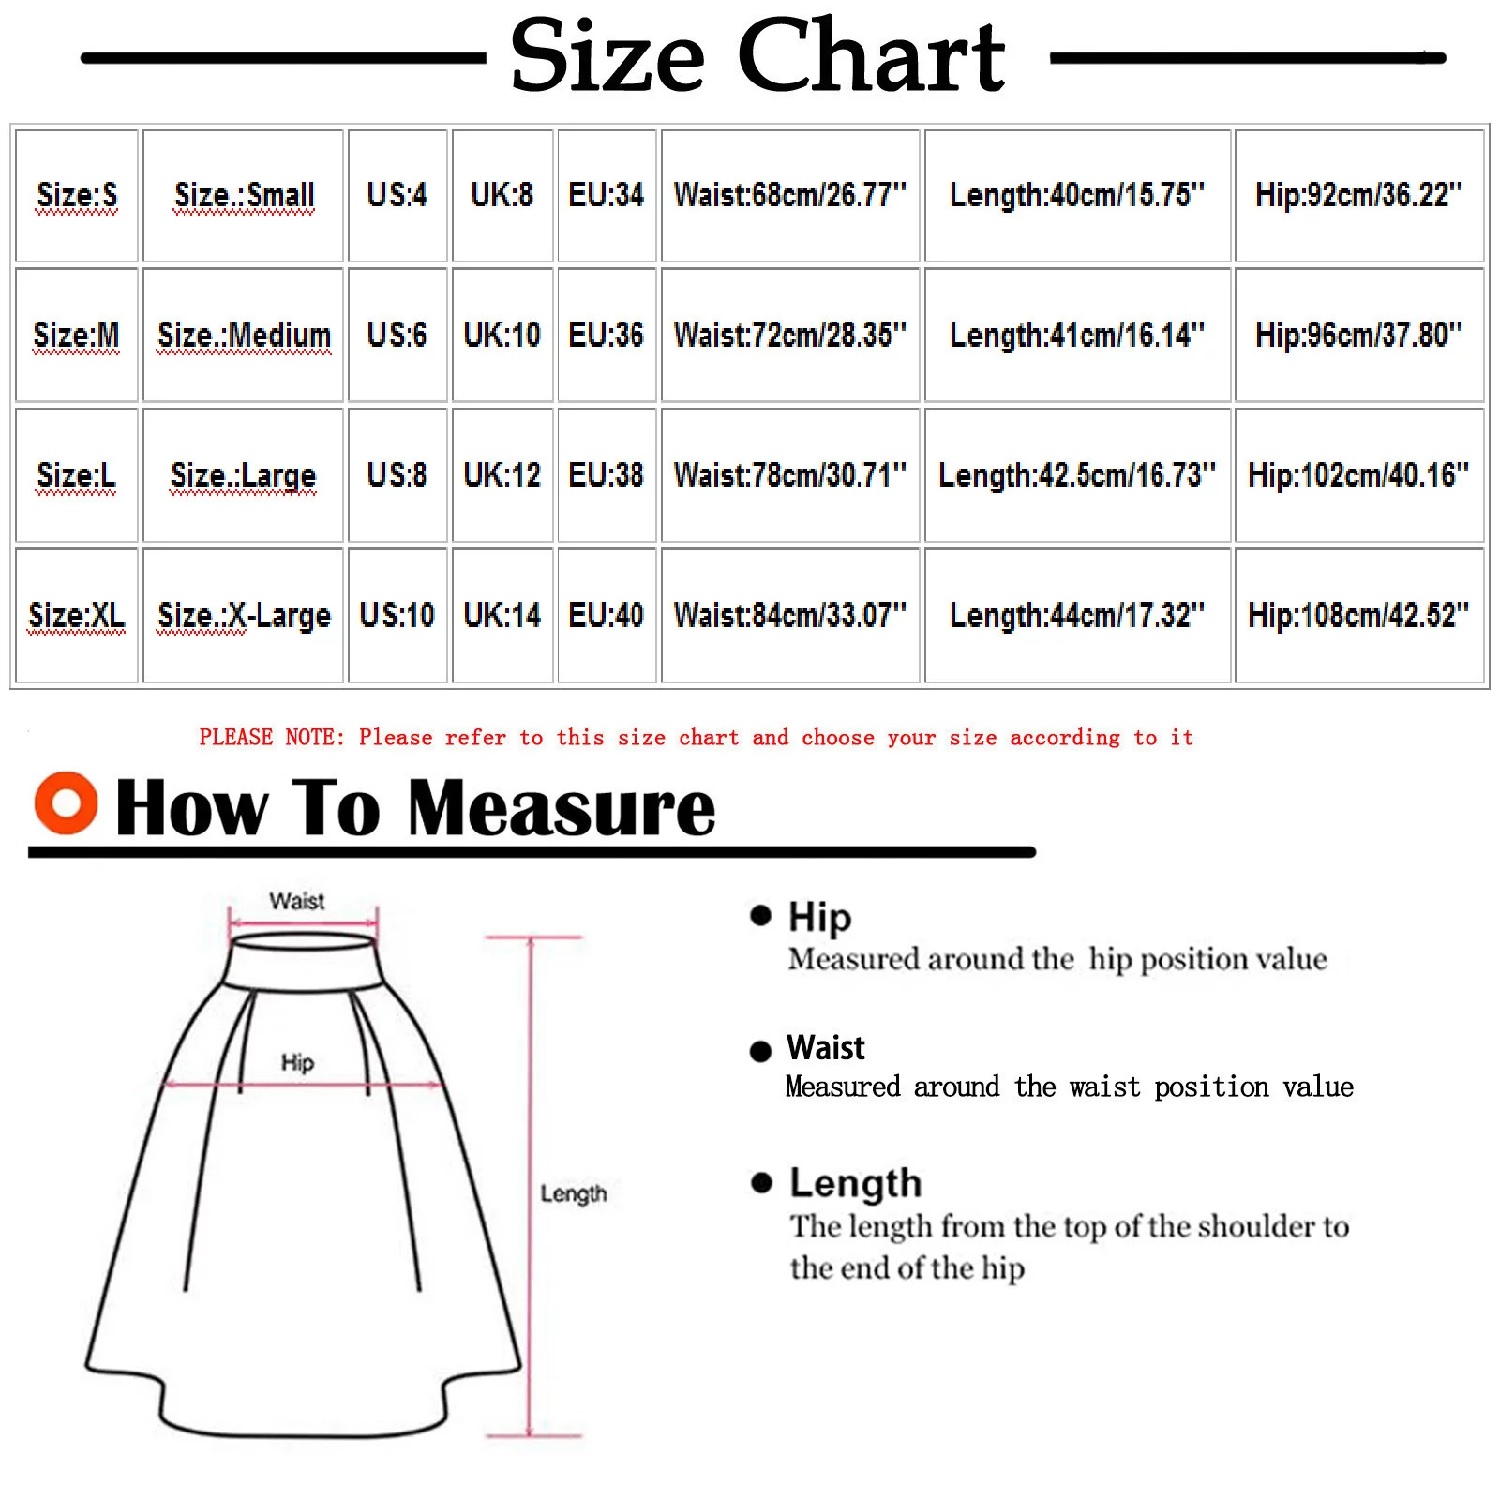 Size Chart
Size:S Size.:Small US:4 UK:8 EU:34 Waist:68cm/26.77'' Length:40cm/15.75'' Hip:92cm/36.22''
Size:M Size.:Medium US:6 UK:10 EU:36 Waist:72cm/28.35'' Length:41cm/16.14'' Hip:96cm/37.80''
Size:L Size.:Large US:8 UK:12 EU:38 Waist:78cm/30.71'' Length:42.5cm/16.73'' Hip:102cm/40.16''
Size:XL Size.:X-Large US:10 UK:14 EU:40 Waist:84cm/33.07'' Length:44cm/17.32'' Hip:108cm/42.52''
PLEASE NOTE: Please refer to this size chart and choose your size according to it
How To Measure
Waist
Hip
Length
Hip
Measured around the hip position value
Waist
Measured around the waist position value
Length
The length from the top of the shoulder to
the end of the hip